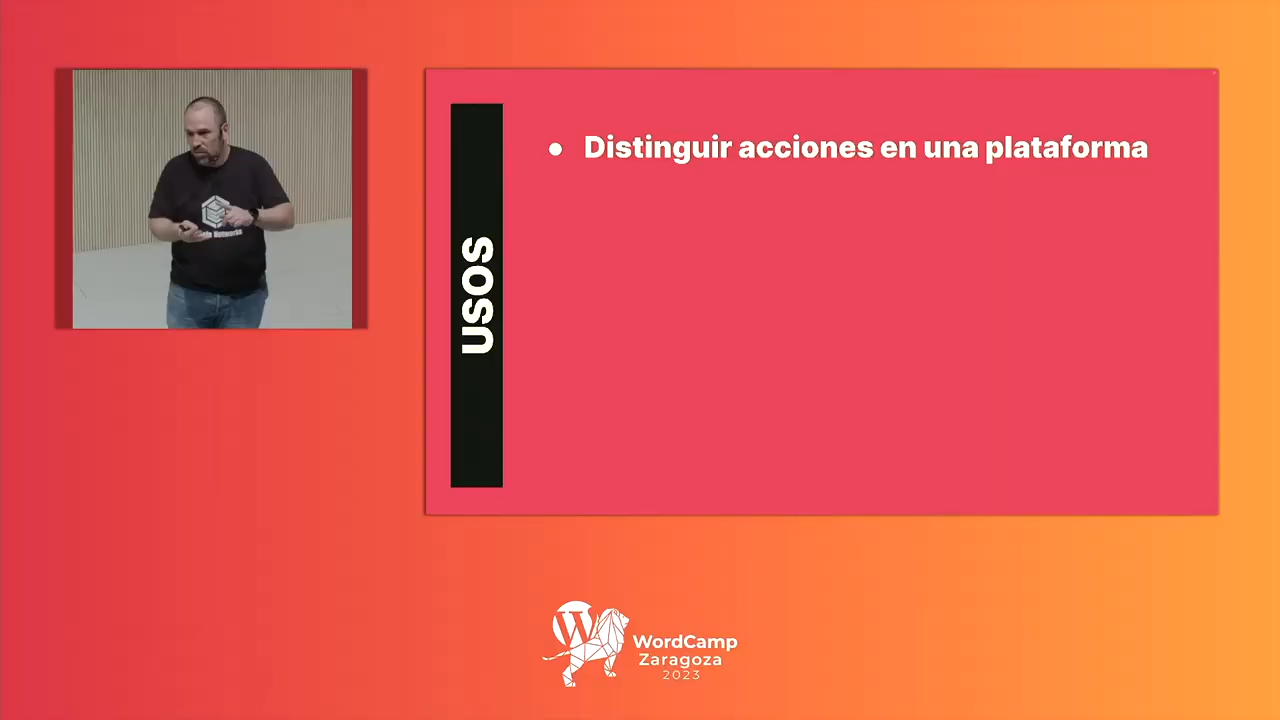 USOS
● Distinguir acciones en una plataforma
WordCamp
Zaragoza
2023